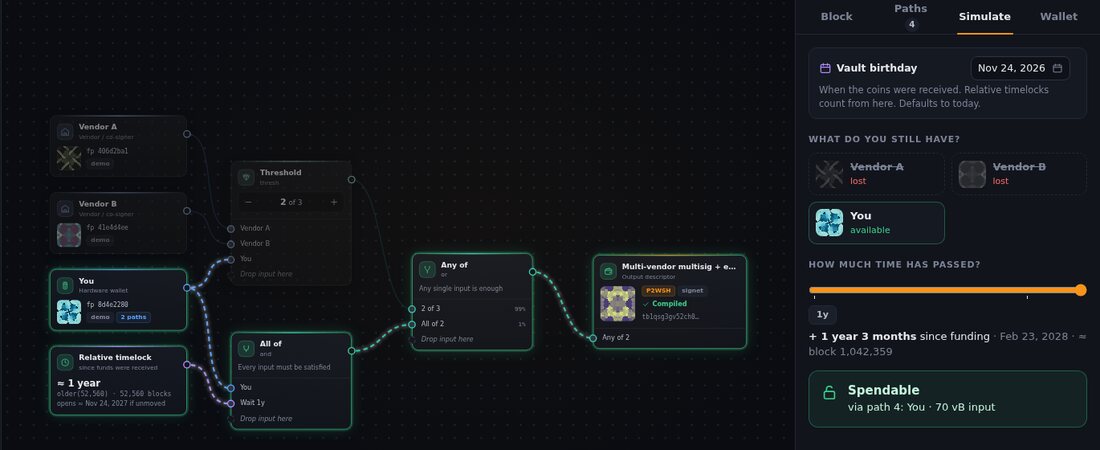 Vendor A
Vendor / co-signer
fp 406d2ba1
demo
Vendor B
Vendor / co-signer
fp 41e4d4ee
demo
You
Hardware wallet
fp 8d4e2280
demo
2 paths
Relative timelock
since funds were received
≈ 1 year
older(52,560) · 52,560 blocks
opens ≈ Nov 24, 2027 if unmoved
Threshold
thresh
− 2 of 3 +
Vendor A
Vendor B
You
Drop input here
All of
and
Every input must be satisfied
You
Wait 1y
Drop input here
Any of
or
Any single input is enough
2 of 3 99%
All of 2 1%
Drop input here
Multi-vendor multisig + e...
Output descriptor
P2WSH signet
✓ Compiled
tb1qsg3gv52ch8…
Any of 2
Block
Paths
4
Simulate
Wallet
Vault birthday
Nov 24, 2026
When the coins were received. Relative timelocks
count from here. Defaults to today.
WHAT DO YOU STILL HAVE?
Vendor A
lost
Vendor B
lost
You
available
HOW MUCH TIME HAS PASSED?
1y
+ 1 year 3 months since funding · Feb 23, 2028 · ≈
block 1,042,359
Spendable
via path 4: You · 70 vB input